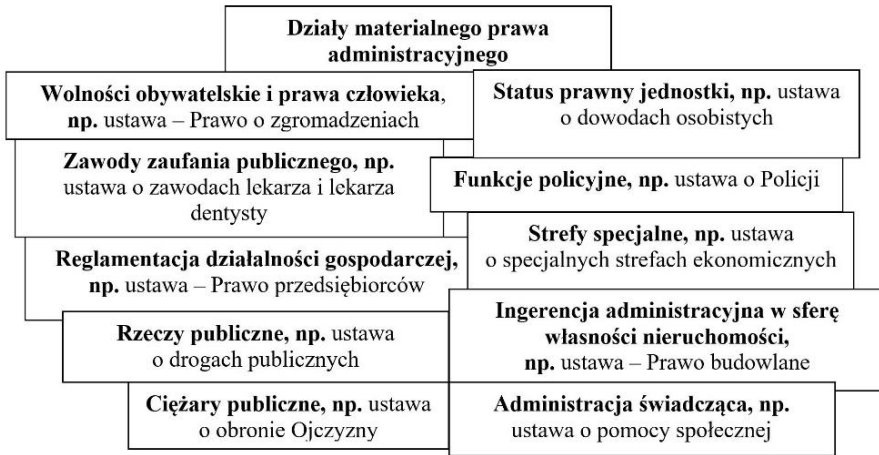 Działy materialnego prawa
administracyjnego
Wolności obywatelskie i prawa człowieka,
np. ustawa – Prawo o zgromadzeniach
Status prawny jednostki, np. ustawa
o dowodach osobistych
Zawody zaufania publicznego, np.
ustawa o zawodach lekarza i lekarza
dentysty
Funkcje policyjne, np. ustawa o Policji
Reglamentacja działalności gospodarczej,
np. ustawa – Prawo przedsiębiorców
Strefy specjalne, np. ustawa
o specjalnych strefach ekonomicznych
Rzeczy publiczne, np. ustawa
o drogach publicznych
Ingerencja administracyjna w sferę
własności nieruchomości,
np. ustawa – Prawo budowlane
Ciężary publiczne, np. ustawa
o obronie Ojczyzny
Administracja świadcząca, np.
ustawa o pomocy społecznej